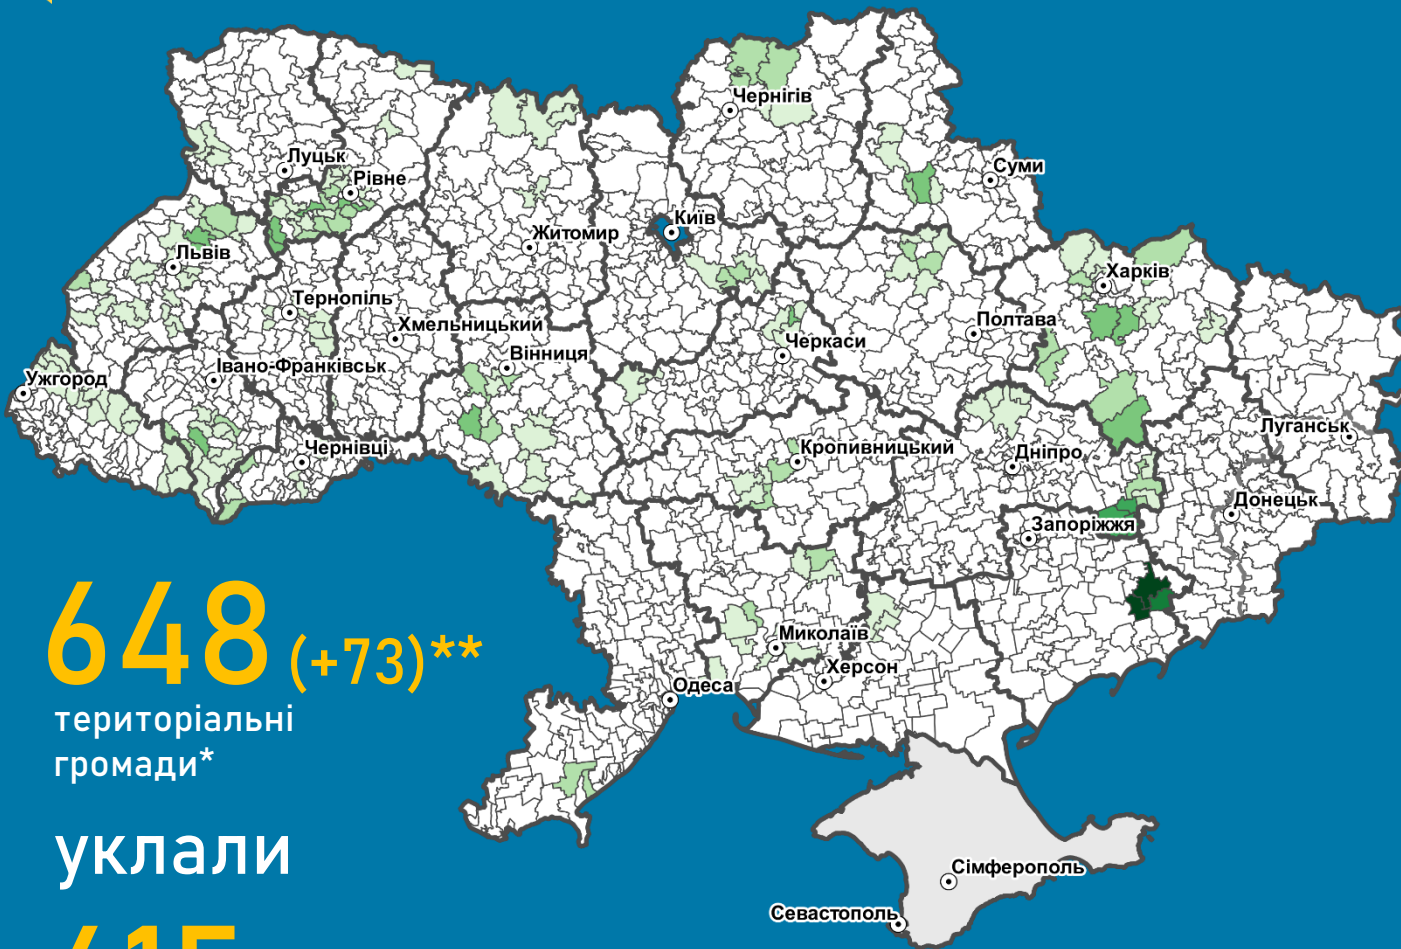 Чернігів
Луцьк
Рівне
Суми
Київ
Житомир
Львів
Харків
Тернопіль
Хмельницький
Полтава
Черкаси
Вінниця
Івано-Франківськ
Ужгород
Луганськ
Чернівці
Кропивницький
Дніпро
Донецьк
Запоріжжя
Миколаїв
Херсон
Одеса
Сімферополь
Севастополь
648 (+73)**
територіальні
громади*
уклали